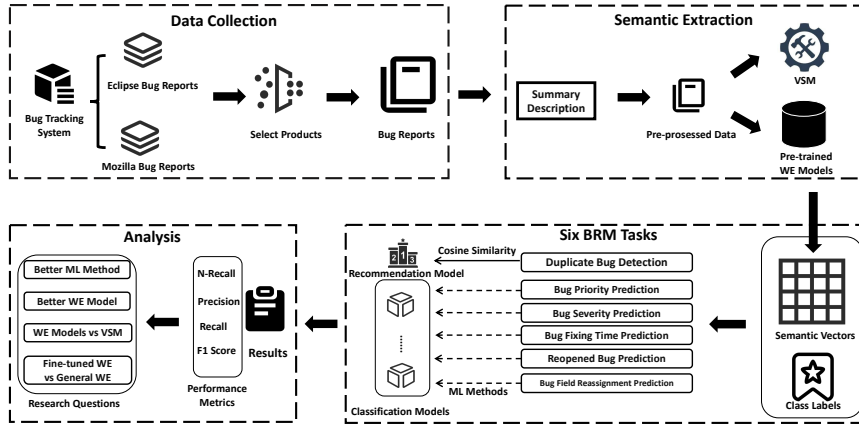 Data Collection
Bug Tracking
System
Eclipse Bug Reports
Mozilla Bug Reports
Select Products
Bug Reports
Semantic Extraction
Summary
Description
Pre-prosessed Data
VSM
Pre-trained
WE Models
Analysis
Better ML Method
Better WE Model
WE Models vs VSM
Fine-tuned WE
vs General WE
Research Questions
N-Recall
Precision
Recall
F1 Score
Performance
Metrics
Results
Six BRM Tasks
2 1 3
Recommendation Model
Cosine Similarity
Duplicate Bug Detection
Bug Priority Prediction
Bug Severity Prediction
Bug Fixing Time Prediction
Reopened Bug Prediction
Bug Field Reassignment Prediction
ML Methods
Classification Models
Semantic Vectors
Class Labels